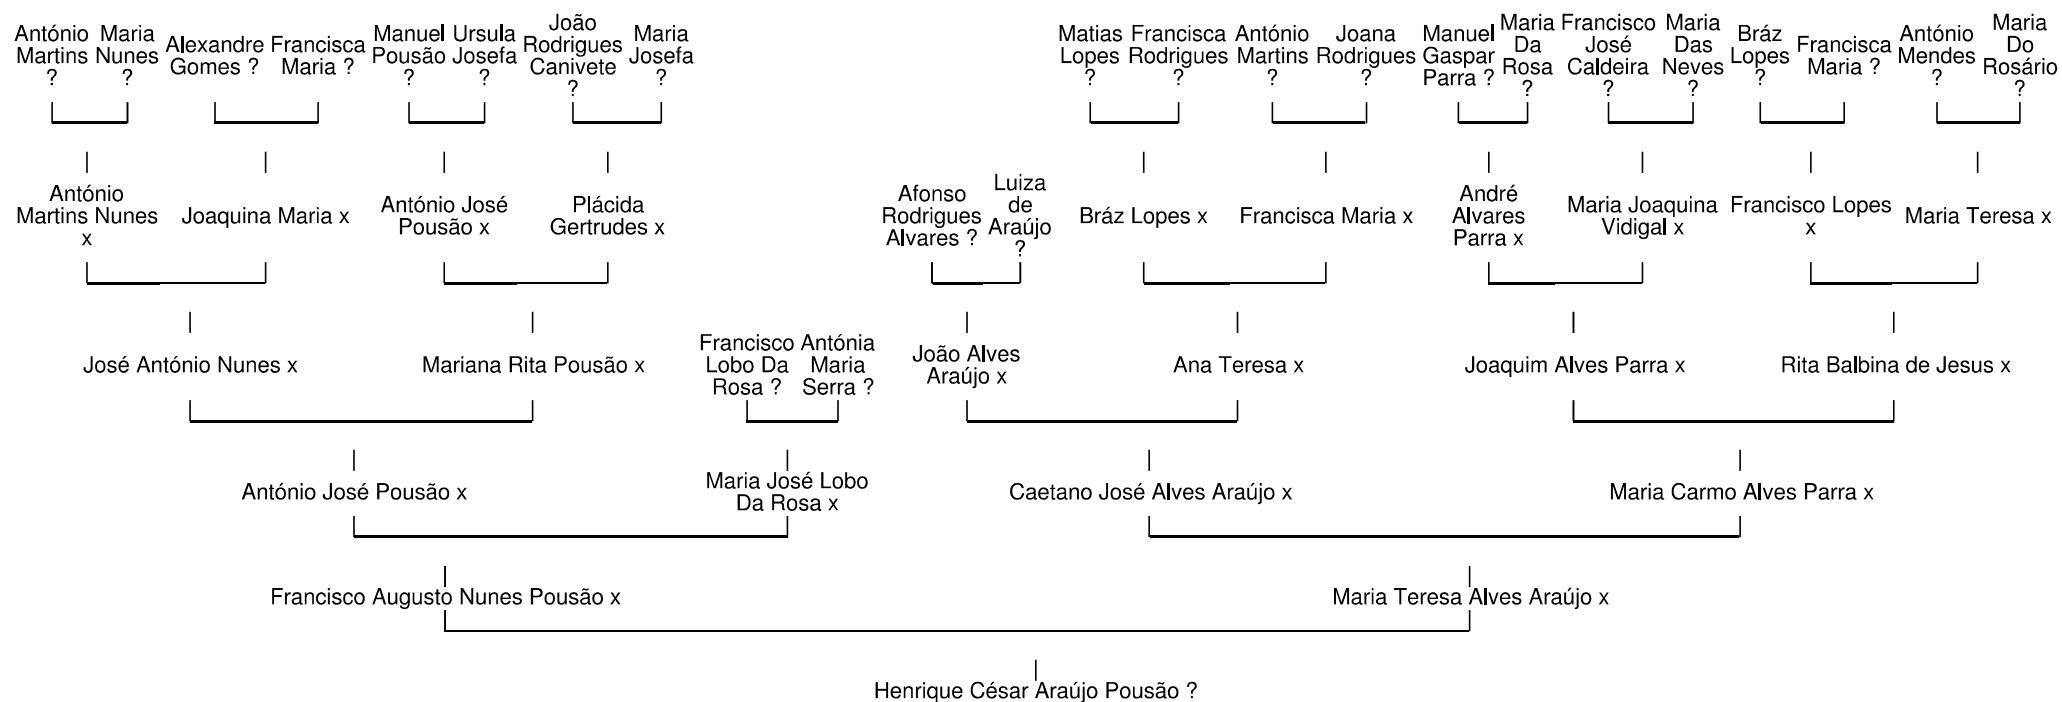 António
Martins
?
Maria
Nunes
?
Alexandre
Gomes ?
Francisca
Maria ?
Manuel
Pousão
?
Ursula
Josefa
?
João
Rodrigues
Canivete
?
Maria
Josefa
?
Matias
Lopes
?
Francisca
Rodrigues
?
António
Martins
?
Joana
Rodrigues
?
Manuel
Gaspar
Parra ?
Maria
Da
Rosa
?
Francisco
José
Caldeira
?
Maria
Das
Neves
?
Bráz
Lopes
?
Francisca
Maria ?
António
Mendes
?
Maria
Do
Rosário
?
António
Martins Nunes
x
Joaquina Maria x
António José
Pousão x
Plácida
Gertrudes x
Afonso
Rodrigues
Alvares ?
Luiza
de
Araújo
?
Bráz Lopes x
Francisca Maria x
André
Alvares
Parra x
Maria Joaquina
Vidigal x
Francisco Lopes
x
Maria Teresa x
José António Nunes x
Mariana Rita Pousão x
Francisco
Lobo Da
Rosa ?
Antónia
Maria
Serra ?
João Alves
Araújo x
Ana Teresa x
Joaquim Alves Parra x
Rita Balbina de Jesus x
António José Pousão x
Maria José Lobo
Da Rosa x
Caetano José Alves Araújo x
Maria Carmo Alves Parra x
Francisco Augusto Nunes Pousão x
Maria Teresa Alves Araújo x
Henrique César Araújo Pousão ?